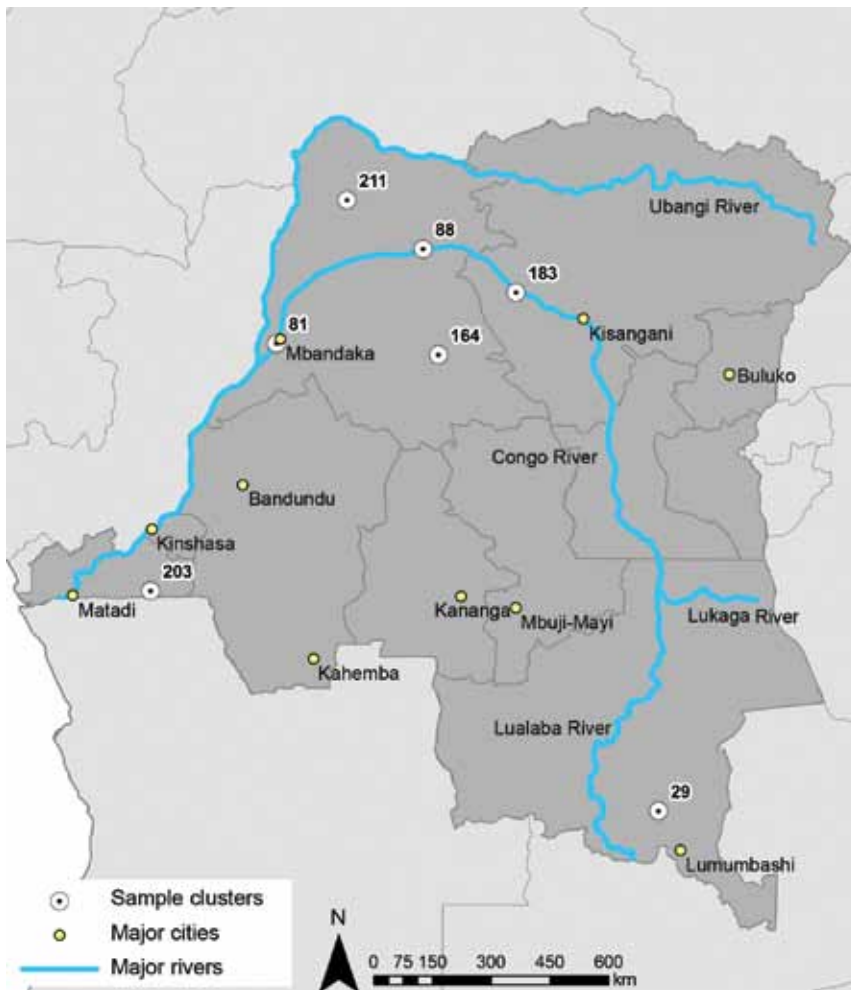 211
Ubangi River
88
183
81
Mbandaka
164
Kisangani
Buluko
Congo River
Bandundu
Kinshasa
203
Matadi
Kananga
Mbuji-Mayi
Lukaga River
Kahemba
Lualaba River
29
Lumumbashi
Sample clusters
Major cities
Major rivers
N
0 75 150 300 450 600
km